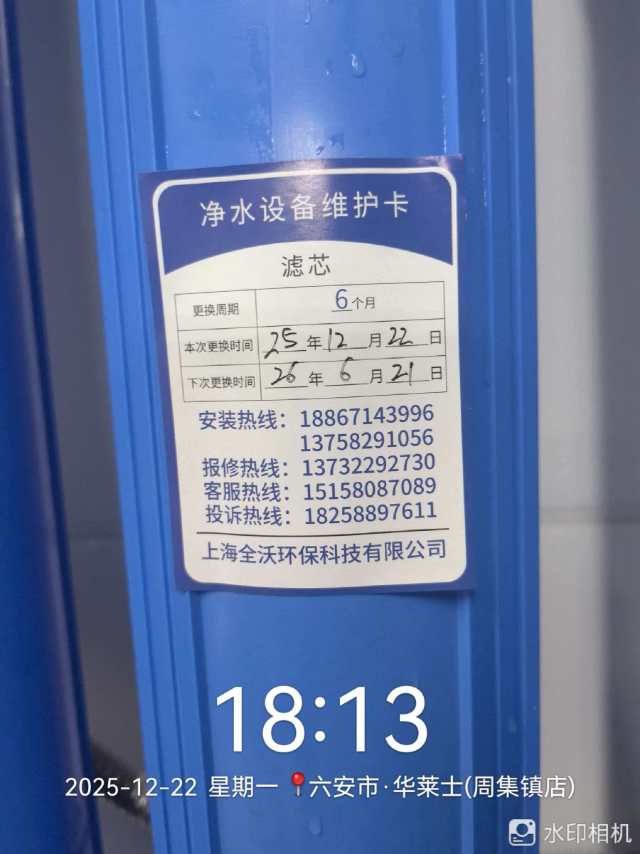 净水设备维护卡
滤芯
更换周期 6个月
本次更换时间 25年12月22日
下次更换时间 26年6月21日
安装热线：18867143996
13758291056
报修热线：13732292730
客服热线：15158087089
投诉热线：18258897611
上海全沃环保科技有限公司
18:13
2025-12-22 星期一 📍六安市·华莱士(周集镇店)
水印相机